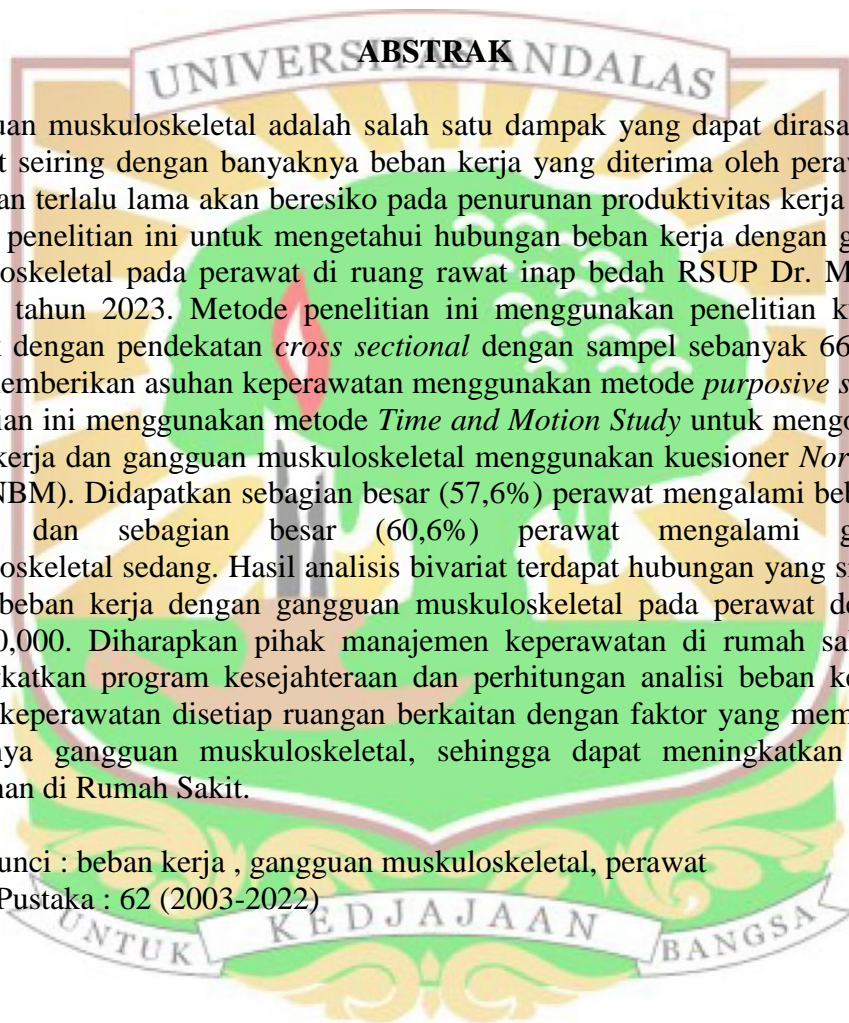 ABSTRAK
UNIVERSITAS ANDALAS
uan muskuloskeletal adalah salah satu dampak yang dapat dirasa
t seiring dengan banyaknya beban kerja yang diterima oleh peraw
an terlalu lama akan beresiko pada penurunan produktivitas kerja
penelitian ini untuk mengetahui hubungan beban kerja dengan g
oskeletal pada perawat di ruang rawat inap bedah RSUP Dr. M
tahun 2023. Metode penelitian ini menggunakan penelitian k
dengan pendekatan cross sectional dengan sampel sebanyak 66
emberikan asuhan keperawatan menggunakan metode purposive s
ian ini menggunakan metode Time and Motion Study untuk mengo
kerja dan gangguan muskuloskeletal menggunakan kuesioner Nor
NBM). Didapatkan sebagian besar (57,6%) perawat mengalami beb
dan sebagian besar (60,6%) perawat mengalami g
oskeletal sedang. Hasil analisis bivariat terdapat hubungan yang si
beban kerja dengan gangguan muskuloskeletal pada perawat de
0,000. Diharapkan pihak manajemen keperawatan di rumah sak
gkatkan program kesejahteraan dan perhitungan analisi beban ke
keperawatan disetiap ruangan berkaitan dengan faktor yang mem
nya gangguan muskuloskeletal, sehingga dapat meningkatkan
nan di Rumah Sakit.
unci : beban kerja , gangguan muskuloskeletal, perawat
Pustaka : 62 (2003-2022)
UNTUK KEDJAJAAN BANGSA